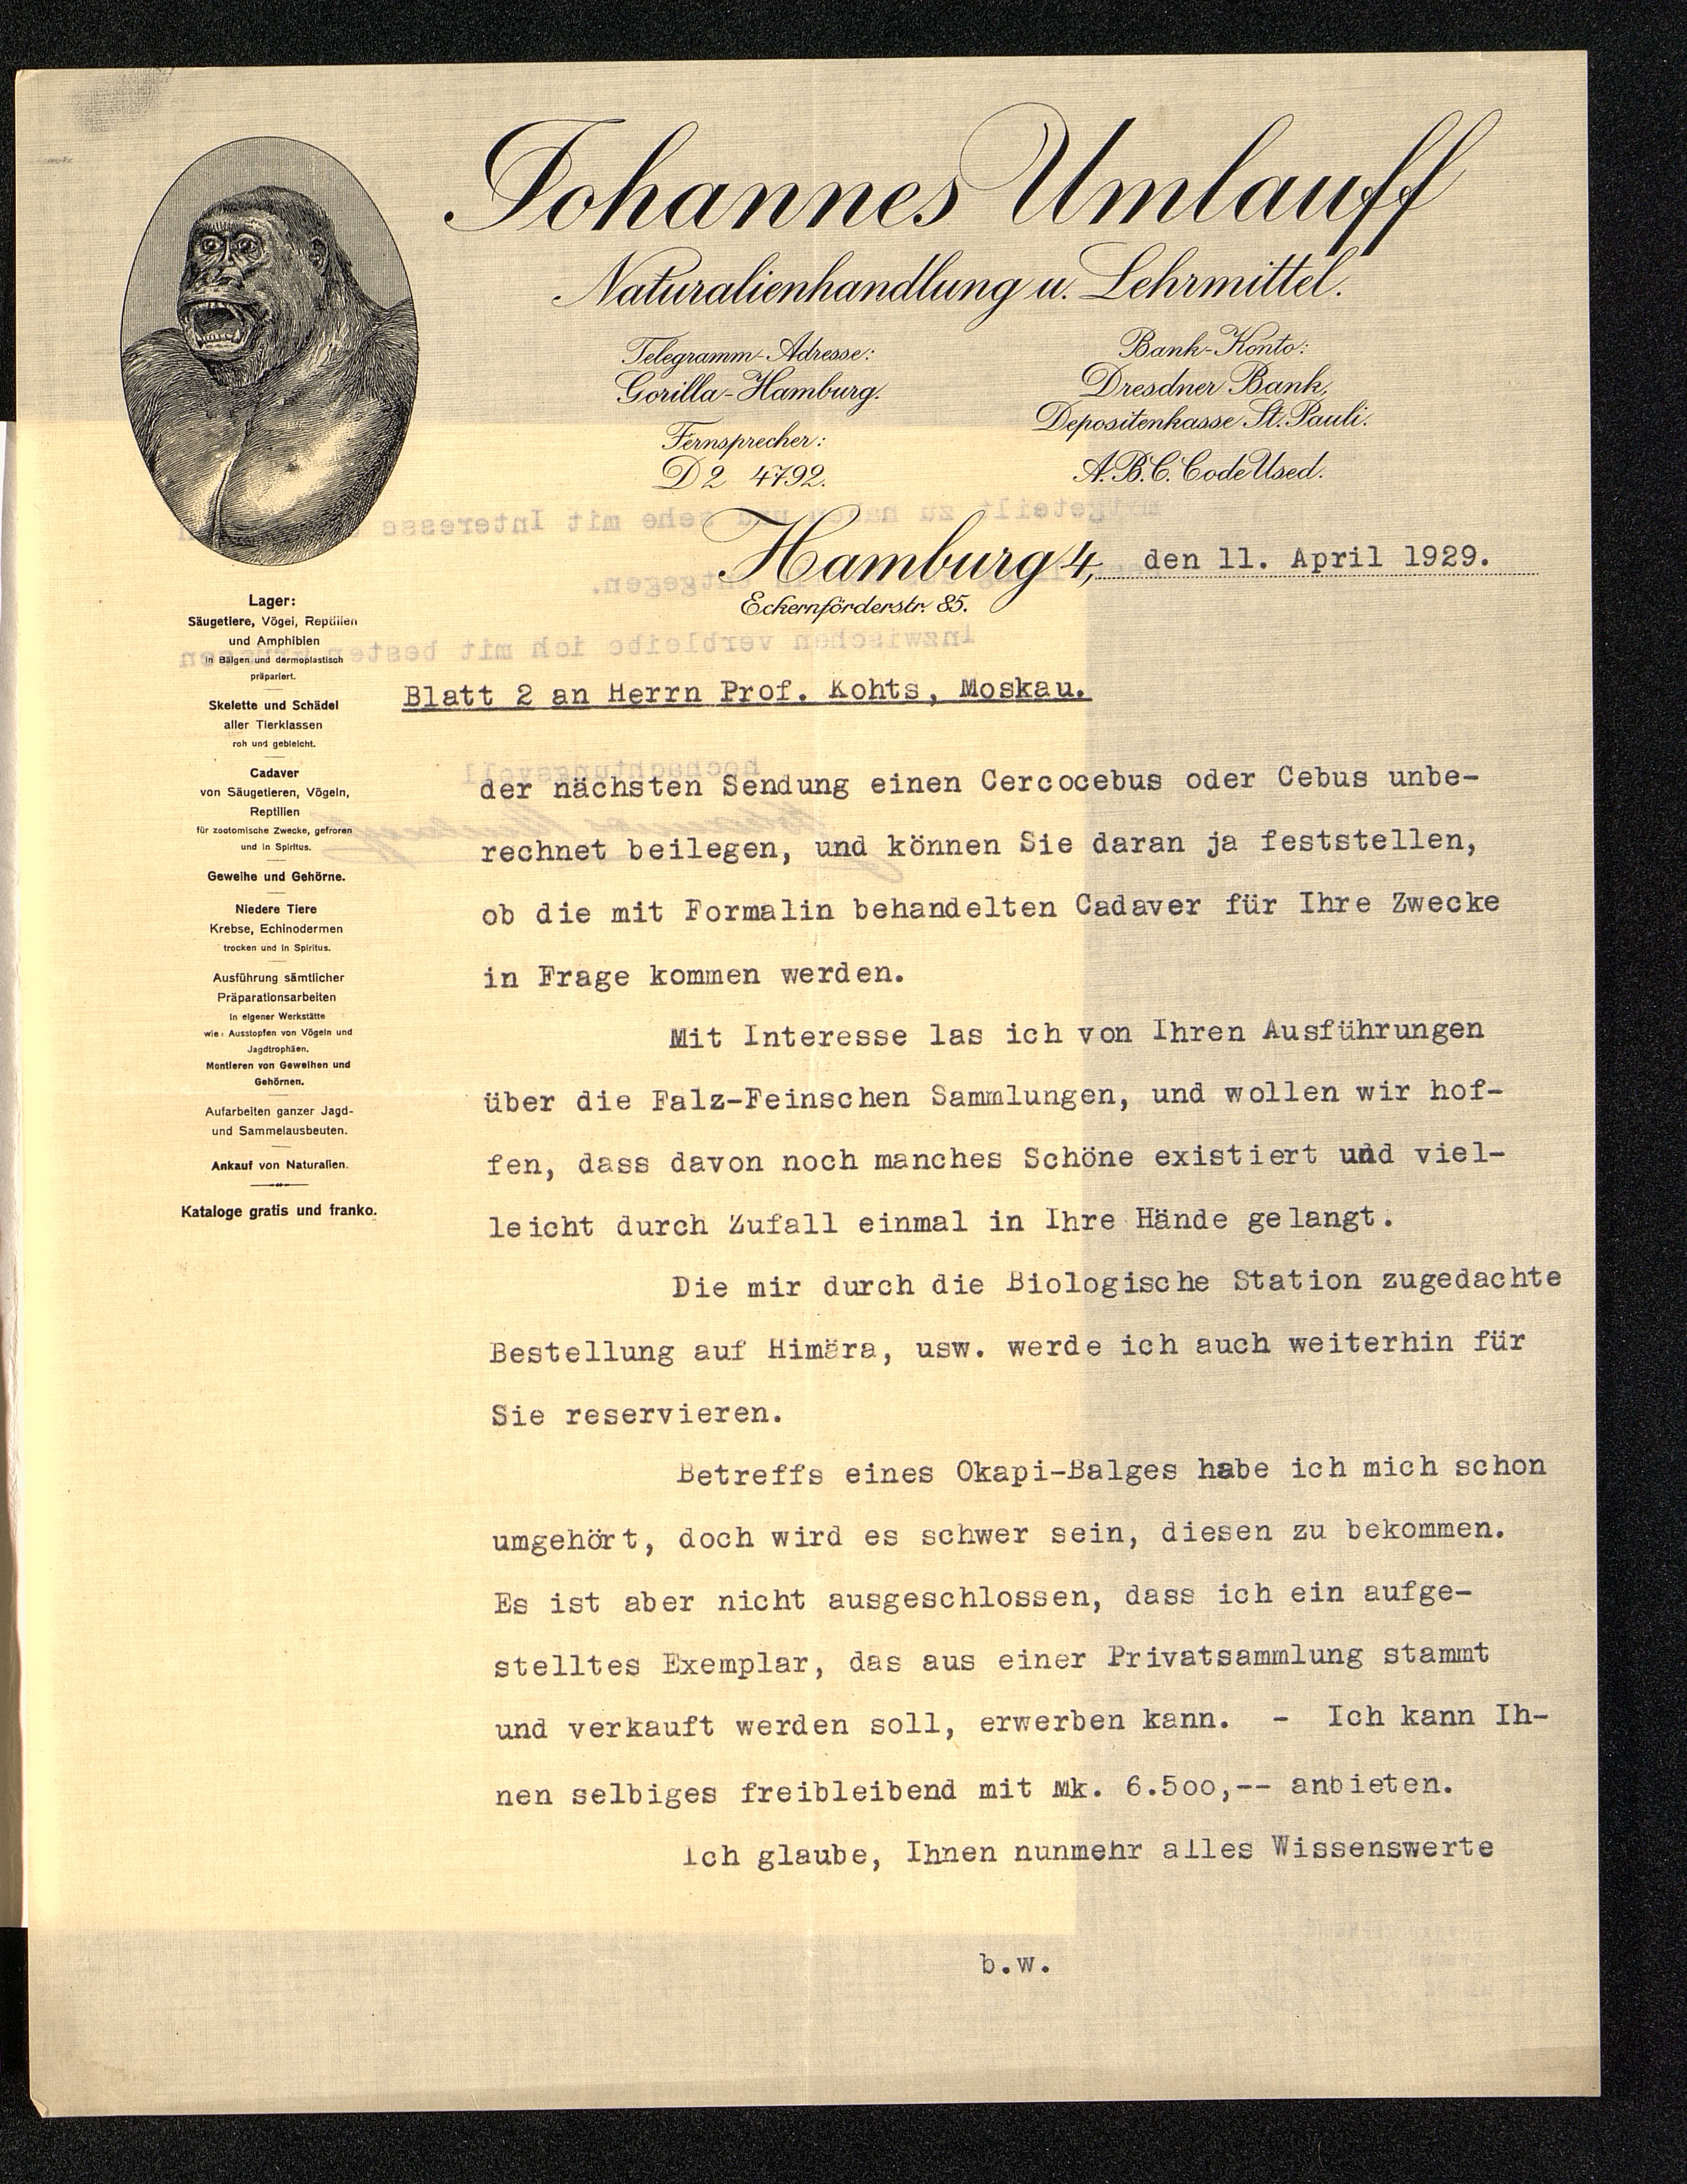 Johannes Umlauff
Naturalienhandlung u. Lehrmittel.
Telegramm-Adresse:
Gorilla-Hamburg.
Fernsprecher:
D 2 4792.
Bank-Konto:
Dresdner Bank,
Depositenkasse St. Pauli.
A.B.C. Code Used.
Hamburg 4, den 11. April 1929.
Eckernförderstr. 85.
Lager:
Säugetiere, Vögel, Reptilien
und Amphibien
in Bälgen und dermoplastisch
präpariert.
Skelette und Schädel
aller Tierklassen
roh und gebleicht.
Cadaver
von Säugetieren, Vögeln,
Reptilien
für zootomische Zwecke, gefroren
und in Spiritus.
Geweihe und Gehörne.
Niedere Tiere
Krebse, Echinodermen
trocken und in Spiritus.
Ausführung sämtlicher
Präparationsarbeiten
in eigener Werkstätte
wie: Ausstopfen von Vögeln und
Jagdtrophäen.
Montieren von Geweihen und
Gehörnen.
Aufarbeiten ganzer Jagd-
und Sammelausbeuten.
Ankauf von Naturalien.
Kataloge gratis und franko.
Blatt 2 an Herrn Prof. Kohts, Moskau.
der nächsten Sendung einen Cercocebus oder Cebus unbe-
rechnet beilegen, und können Sie daran ja feststellen,
ob die mit Formalin behandelten Cadaver für Ihre Zwecke
in Frage kommen werden.
Mit Interesse las ich von Ihren Ausführungen
über die Falz-Feinschen Sammlungen, und wollen wir hof-
fen, dass davon noch manches Schöne existiert und viel-
leicht durch Zufall einmal in Ihre Hände gelangt.
Die mir durch die Biologische Station zugedachte
Bestellung auf Himära, usw. werde ich auch weiterhin für
Sie reservieren.
Betreffs eines Okapi-Balges habe ich mich schon
umgehört, doch wird es schwer sein, diesen zu bekommen.
Es ist aber nicht ausgeschlossen, dass ich ein aufge-
stelltes Exemplar, das aus einer Privatsammlung stammt
und verkauft werden soll, erwerben kann. - Ich kann Ih-
nen selbiges freibleibend mit Mk. 6.500,-- anbieten.
Ich glaube, Ihnen nunmehr alles Wissenswerte
b.w.